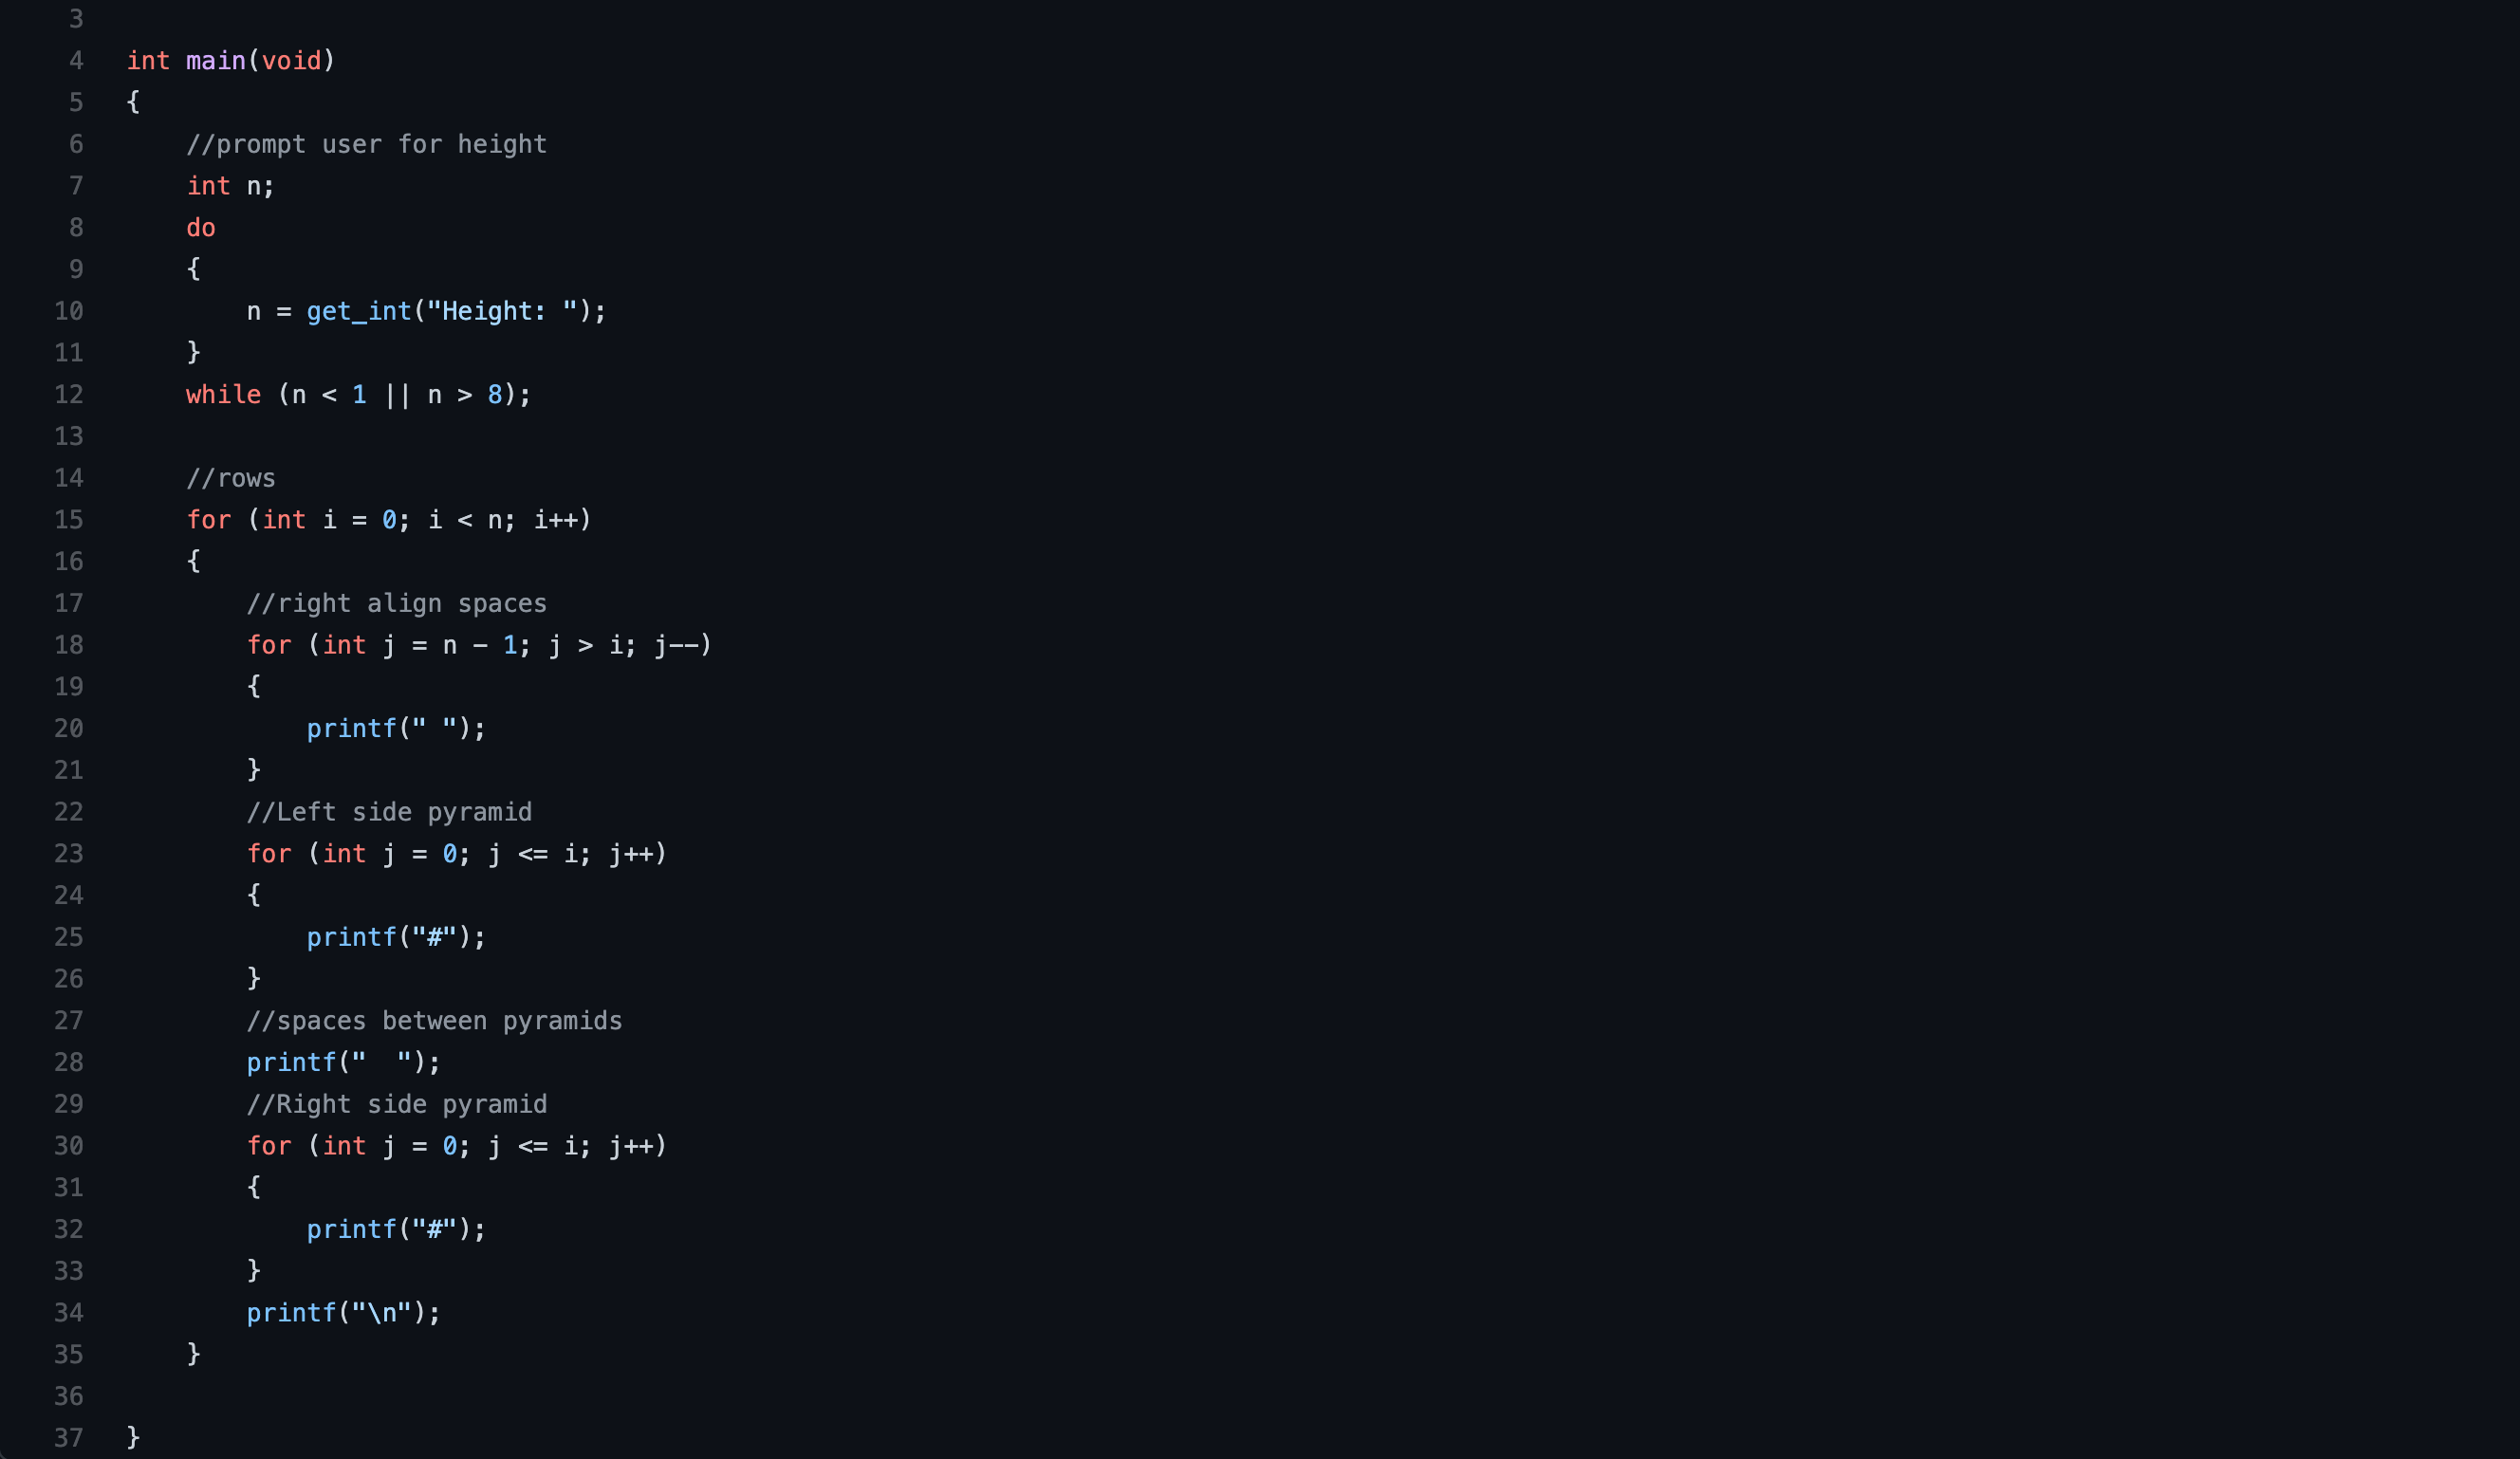 3
4 int main(void)
5 {
6     //prompt user for height
7     int n;
8     do
9     {
10         n = get_int("Height: ");
11     }
12     while (n < 1 || n > 8);
13
14     //rows
15     for (int i = 0; i < n; i++)
16     {
17         //right align spaces
18         for (int j = n - 1; j > i; j--)
19         {
20             printf(" ");
21         }
22         //Left side pyramid
23         for (int j = 0; j <= i; j++)
24         {
25             printf("#");
26         }
27         //spaces between pyramids
28         printf("  ");
29         //Right side pyramid
30         for (int j = 0; j <= i; j++)
31         {
32             printf("#");
33         }
34         printf("\n");
35     }
36
37 }